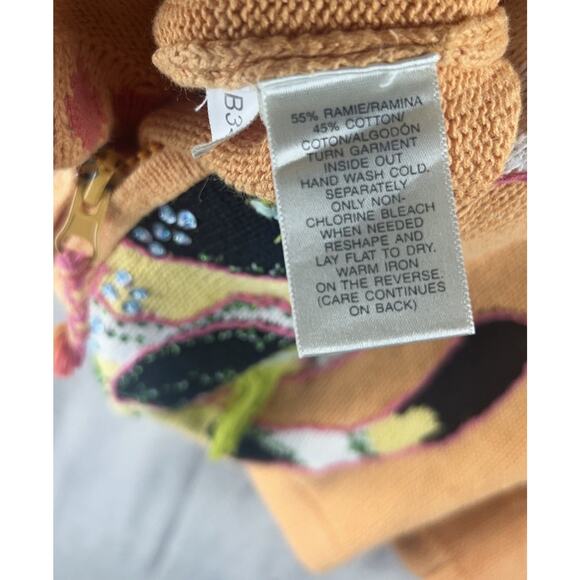 B3
55% RAMIE/RAMINA
45% COTTON/
COTON/ALGODÓN
TURN GARMENT
INSIDE OUT
HAND WASH COLD.
SEPARATELY
ONLY NON-
CHLORINE BLEACH
WHEN NEEDED
RESHAPE AND
LAY FLAT TO DRY.
WARM IRON
ON THE REVERSE.
(CARE CONTINUES
ON BACK)